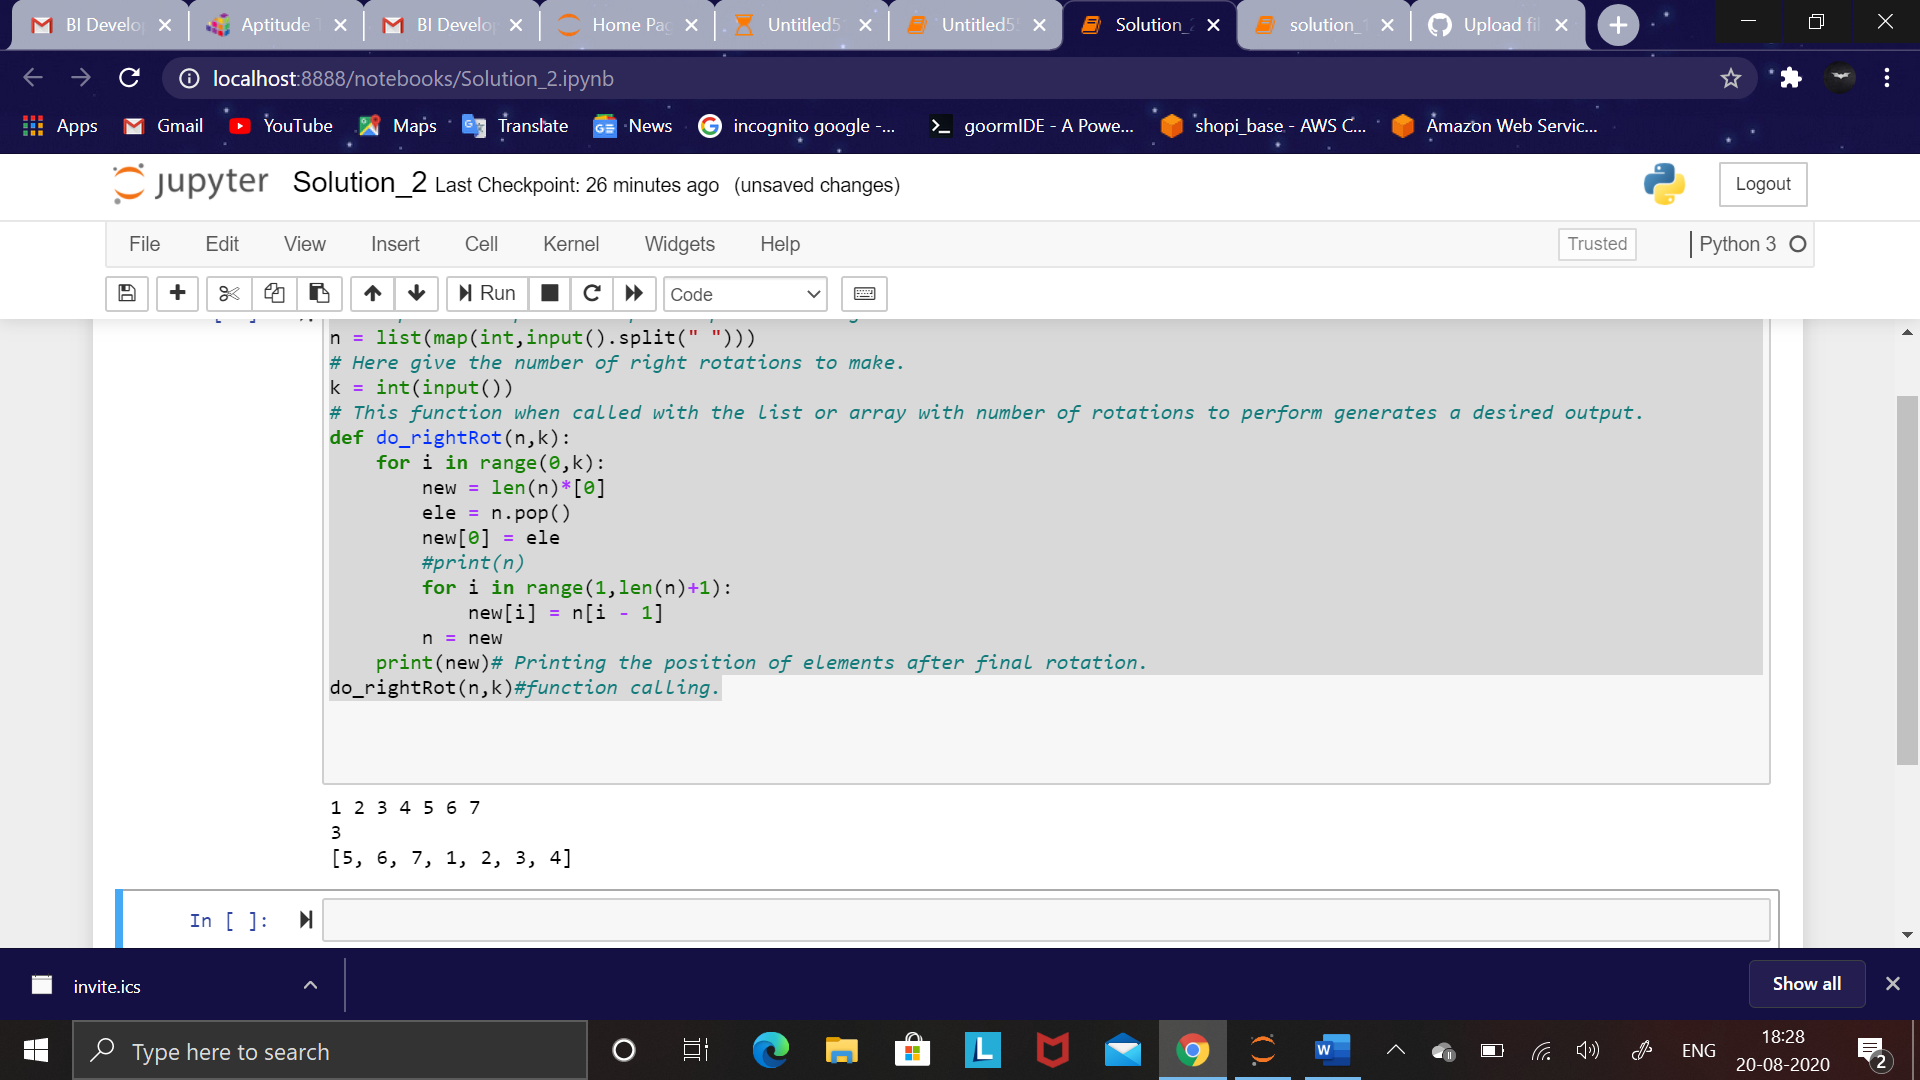 BI Develo
Aptitude
BI Develo
Home Pag
Untitled5
Untitled5
Solution_
solution_
Upload fil
localhost:8888/notebooks/Solution_2.ipynb
Apps
Gmail
YouTube
Maps
Translate
News
incognito google -...
goormIDE - A Powe...
shopi_base - AWS C...
Amazon Web Servic...
jupyter Solution_2 Last Checkpoint: 26 minutes ago (unsaved changes)
Logout
File Edit View Insert Cell Kernel Widgets Help
Trusted
Python 3
Run
Code
n = list(map(int,input().split(" ")))
# Here give the number of right rotations to make.
k = int(input())
# This function when called with the list or array with number of rotations to perform generates a desired output.
def do_rightRot(n,k):
    for i in range(0,k):
        new = len(n)*[0]
        ele = n.pop()
        new[0] = ele
        #print(n)
        for i in range(1,len(n)+1):
            new[i] = n[i - 1]
        n = new
    print(new)# Printing the position of elements after final rotation.
do_rightRot(n,k)#function calling.
1 2 3 4 5 6 7
3
[5, 6, 7, 1, 2, 3, 4]
In [ ]:
invite.ics
Show all
Type here to search
L
W
ENG
18:28
20-08-2020
2